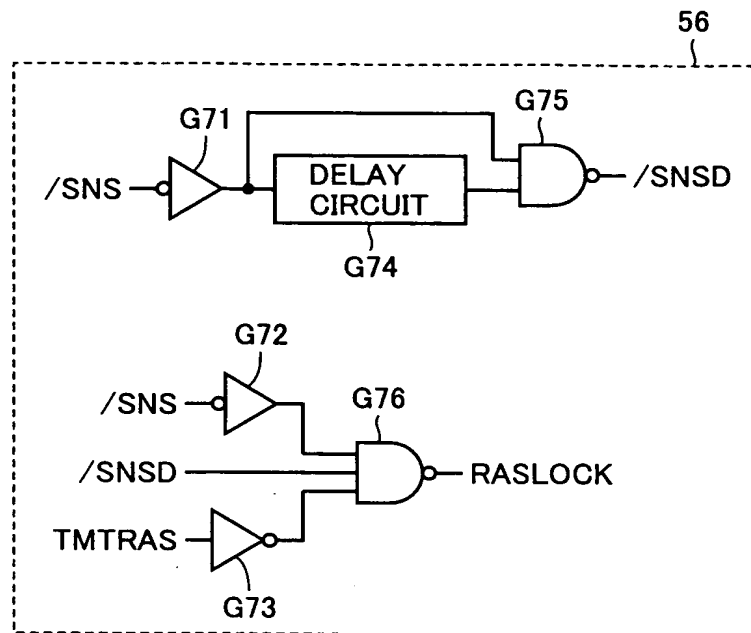 56
G75
G71
/SNS
DELAY
CIRCUIT
/SNSD
G74
G72
/SNS
G76
/SNSD
RASLOCK
TMTRAS
G73